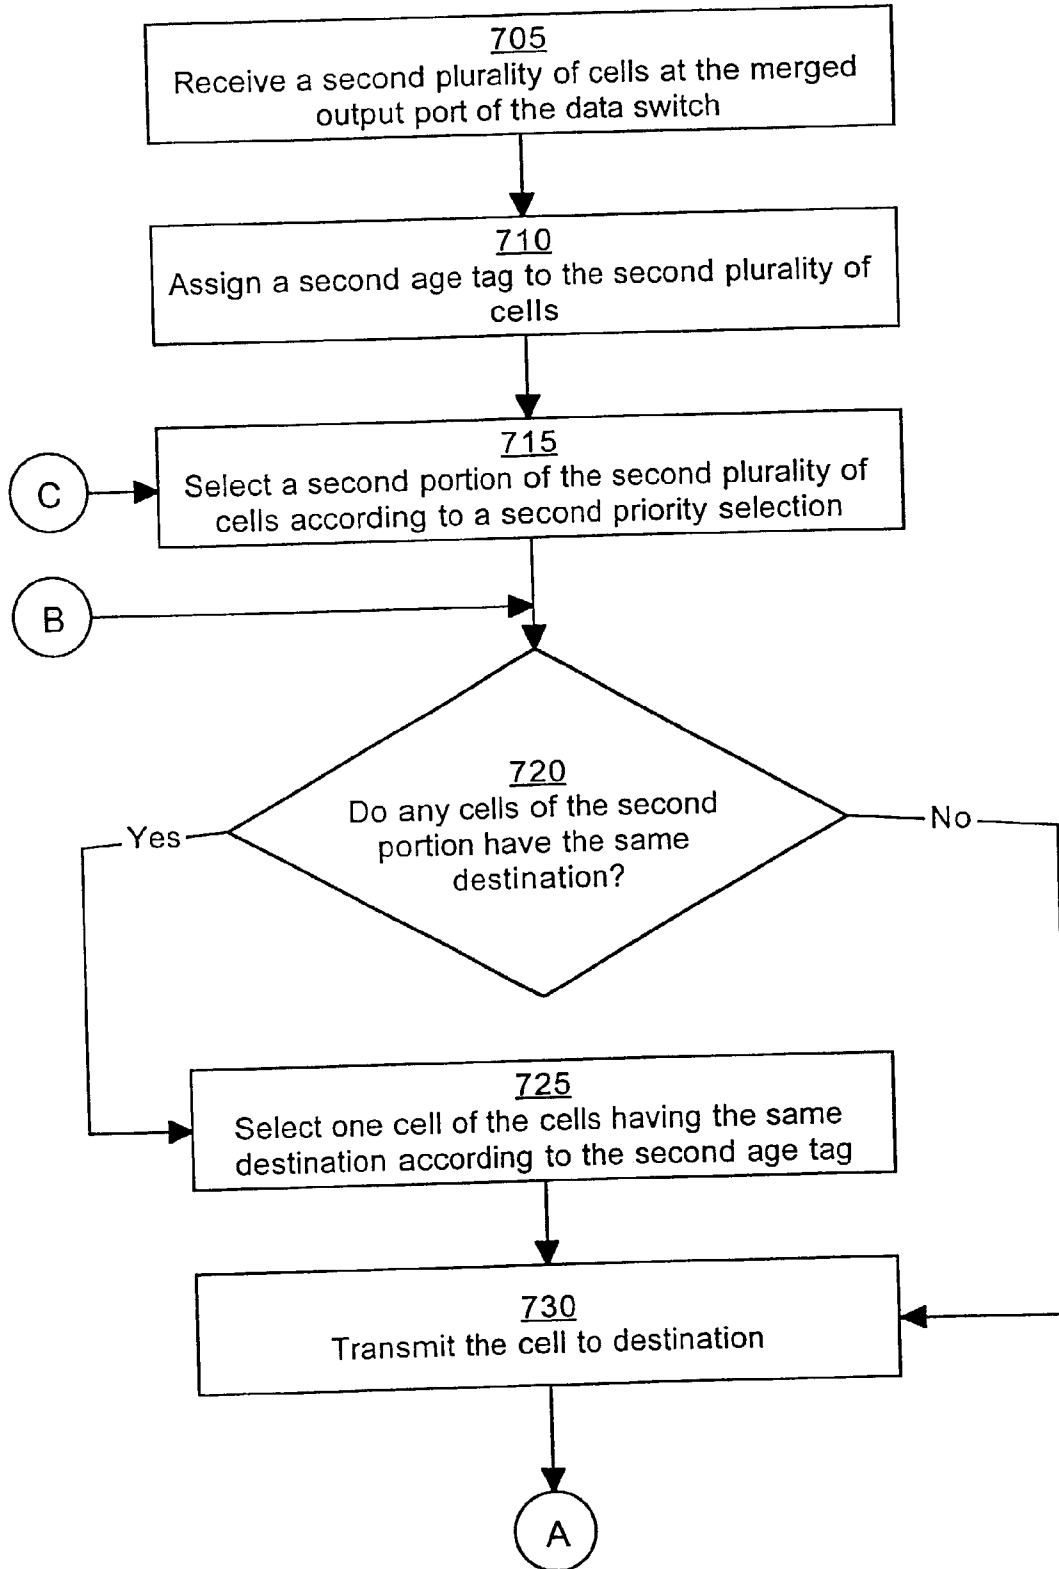 705
Receive a second plurality of cells at the merged
output port of the data switch
710
Assign a second age tag to the second plurality of
cells
715
Select a second portion of the second plurality of
cells according to a second priority selection
C
B
720
Do any cells of the second
portion have the same
destination?
Yes
No
725
Select one cell of the cells having the same
destination according to the second age tag
730
Transmit the cell to destination
A